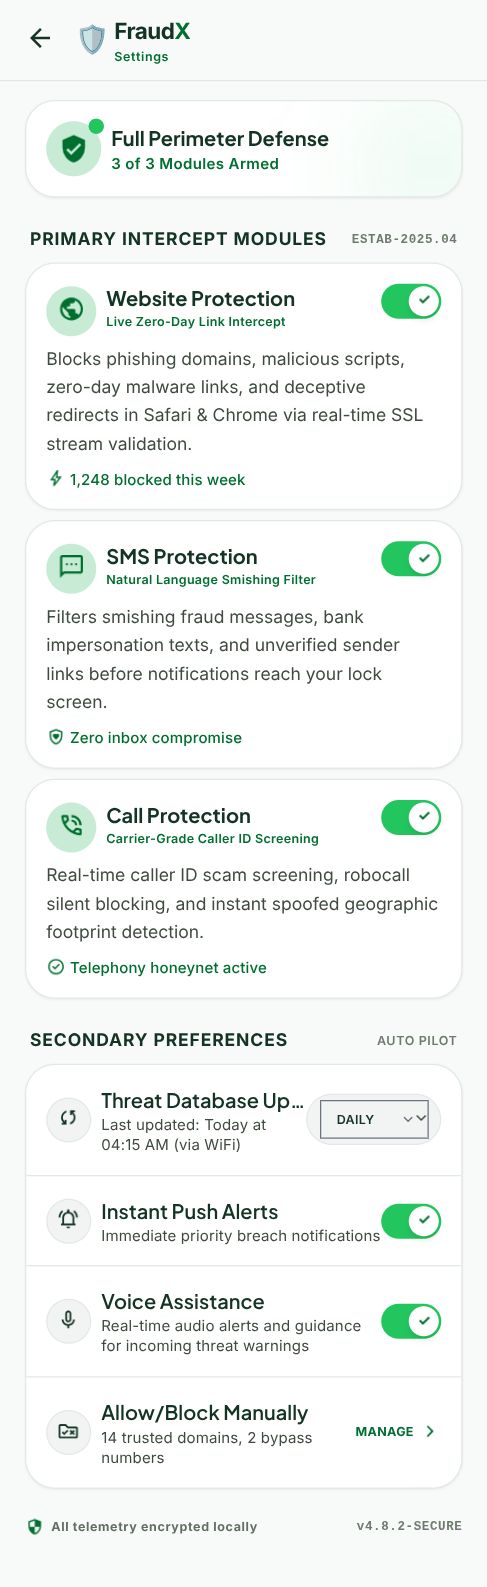 FraudX
Settings
Full Perimeter Defense
3 of 3 Modules Armed
PRIMARY INTERCEPT MODULES
ESTAB-2025.04
Website Protection
Live Zero-Day Link Intercept
Blocks phishing domains, malicious scripts,
zero-day malware links, and deceptive
redirects in Safari & Chrome via real-time SSL
stream validation.
1,248 blocked this week
SMS Protection
Natural Language Smishing Filter
Filters smishing fraud messages, bank
impersonation texts, and unverified sender
links before notifications reach your lock
screen.
Zero inbox compromise
Call Protection
Carrier-Grade Caller ID Screening
Real-time caller ID scam screening, robocall
silent blocking, and instant spoofed geographic
footprint detection.
Telephony honeynet active
SECONDARY PREFERENCES
AUTO PILOT
Threat Database Up...
Last updated: Today at
04:15 AM (via WiFi)
DAILY
Instant Push Alerts
Immediate priority breach notifications
Voice Assistance
Real-time audio alerts and guidance
for incoming threat warnings
Allow/Block Manually
14 trusted domains, 2 bypass
numbers
MANAGE
All telemetry encrypted locally
v4.8.2-SECURE